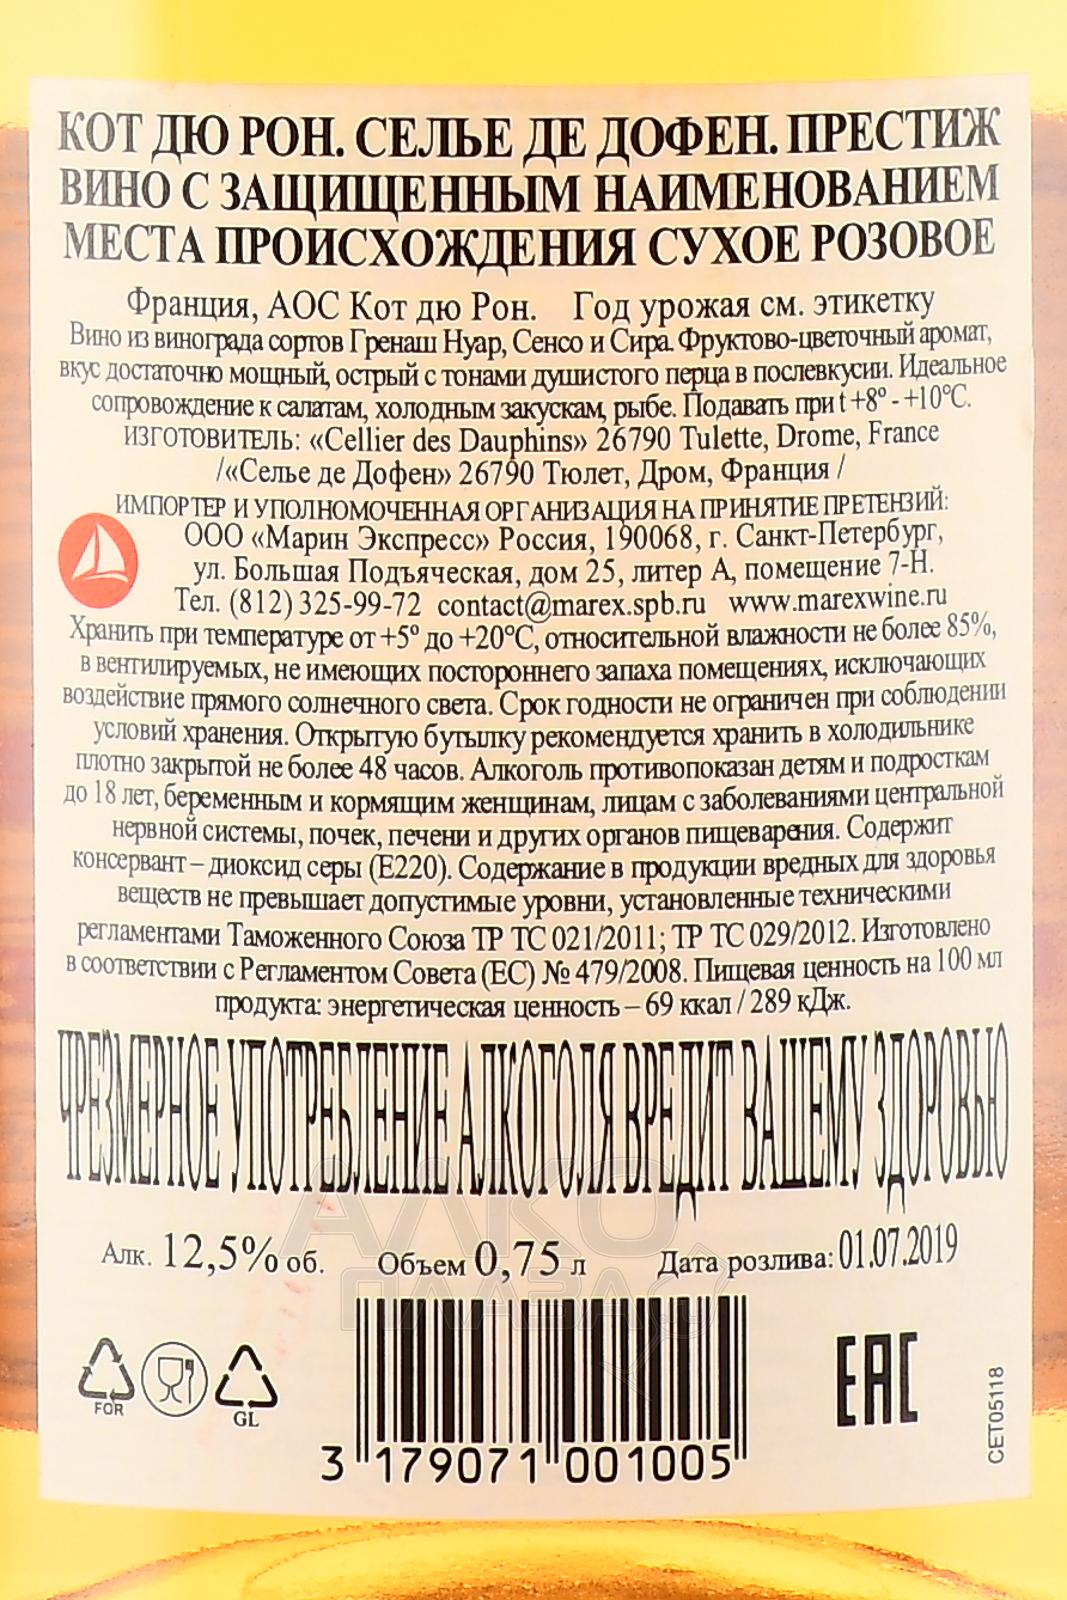 КОТ ДЮ РОН. СЕЛЬЕ ДЕ ДОФЕН. ПРЕСТИЖ
ВИНО С ЗАЩИЩЕННЫМ НАИМЕНОВАНИЕМ
МЕСТА ПРОИСХОЖДЕНИЯ СУХОЕ РОЗОВОЕ
Франция, АОС Кот дю Рон. Год урожая см. этикетку
Вино из винограда сортов Гренаш Нуар, Сенсо и Сира. Фруктово-цветочный аромат,
вкус достаточно мощный, острый с тонами душистого перца в послевкусии. Идеальное
сопровождение к салатам, холодным закускам, рыбе. Подавать при t +8° - +10°С.
ИЗГОТОВИТЕЛЬ: «Cellier des Dauphins» 26790 Tulette, Drome, France
/«Селье де Дофен» 26790 Тюлет, Дром, Франция /
ИМПОРТЕР И УПОЛНОМОЧЕННАЯ ОРГАНИЗАЦИЯ НА ПРИНЯТИЕ ПРЕТЕНЗИЙ:
ООО «Марин Экспресс» Россия, 190068, г. Санкт-Петербург,
ул. Большая Подъяческая, дом 25, литер А, помещение 7-Н.
Тел. (812) 325-99-72 contact@marex.spb.ru www.marexwine.ru
Хранить при температуре от +5° до +20°С, относительной влажности не более 85%,
в вентилируемых, не имеющих постороннего запаха помещениях, исключающих
воздействие прямого солнечного света. Срок годности не ограничен при соблюдении
условий хранения. Открытую бутылку рекомендуется хранить в холодильнике
плотно закрытой не более 48 часов. Алкоголь противопоказан детям и подросткам
до 18 лет, беременным и кормящим женщинам, лицам с заболеваниями центральной
нервной системы, почек, печени и других органов пищеварения. Содержит
консервант – диоксид серы (Е220). Содержание в продукции вредных для здоровья
веществ не превышает допустимые уровни, установленные техническими
регламентами Таможенного Союза ТР ТС 021/2011; ТР ТС 029/2012. Изготовлено
в соответствии с Регламентом Совета (ЕС) № 479/2008. Пищевая ценность на 100 мл
продукта: энергетическая ценность – 69 ккал / 289 кДж.
ЧРЕЗМЕРНОЕ УПОТРЕБЛЕНИЕ АЛКОГОЛЯ ВРЕДИТ ВАШЕМУ ЗДОРОВЬЮ
АЛКО
ПЛАЗА
Алк. 12,5% об. Объем 0,75 л Дата розлива: 01.07.2019
FOR GL
EAC
CET05118
3 179071 001005